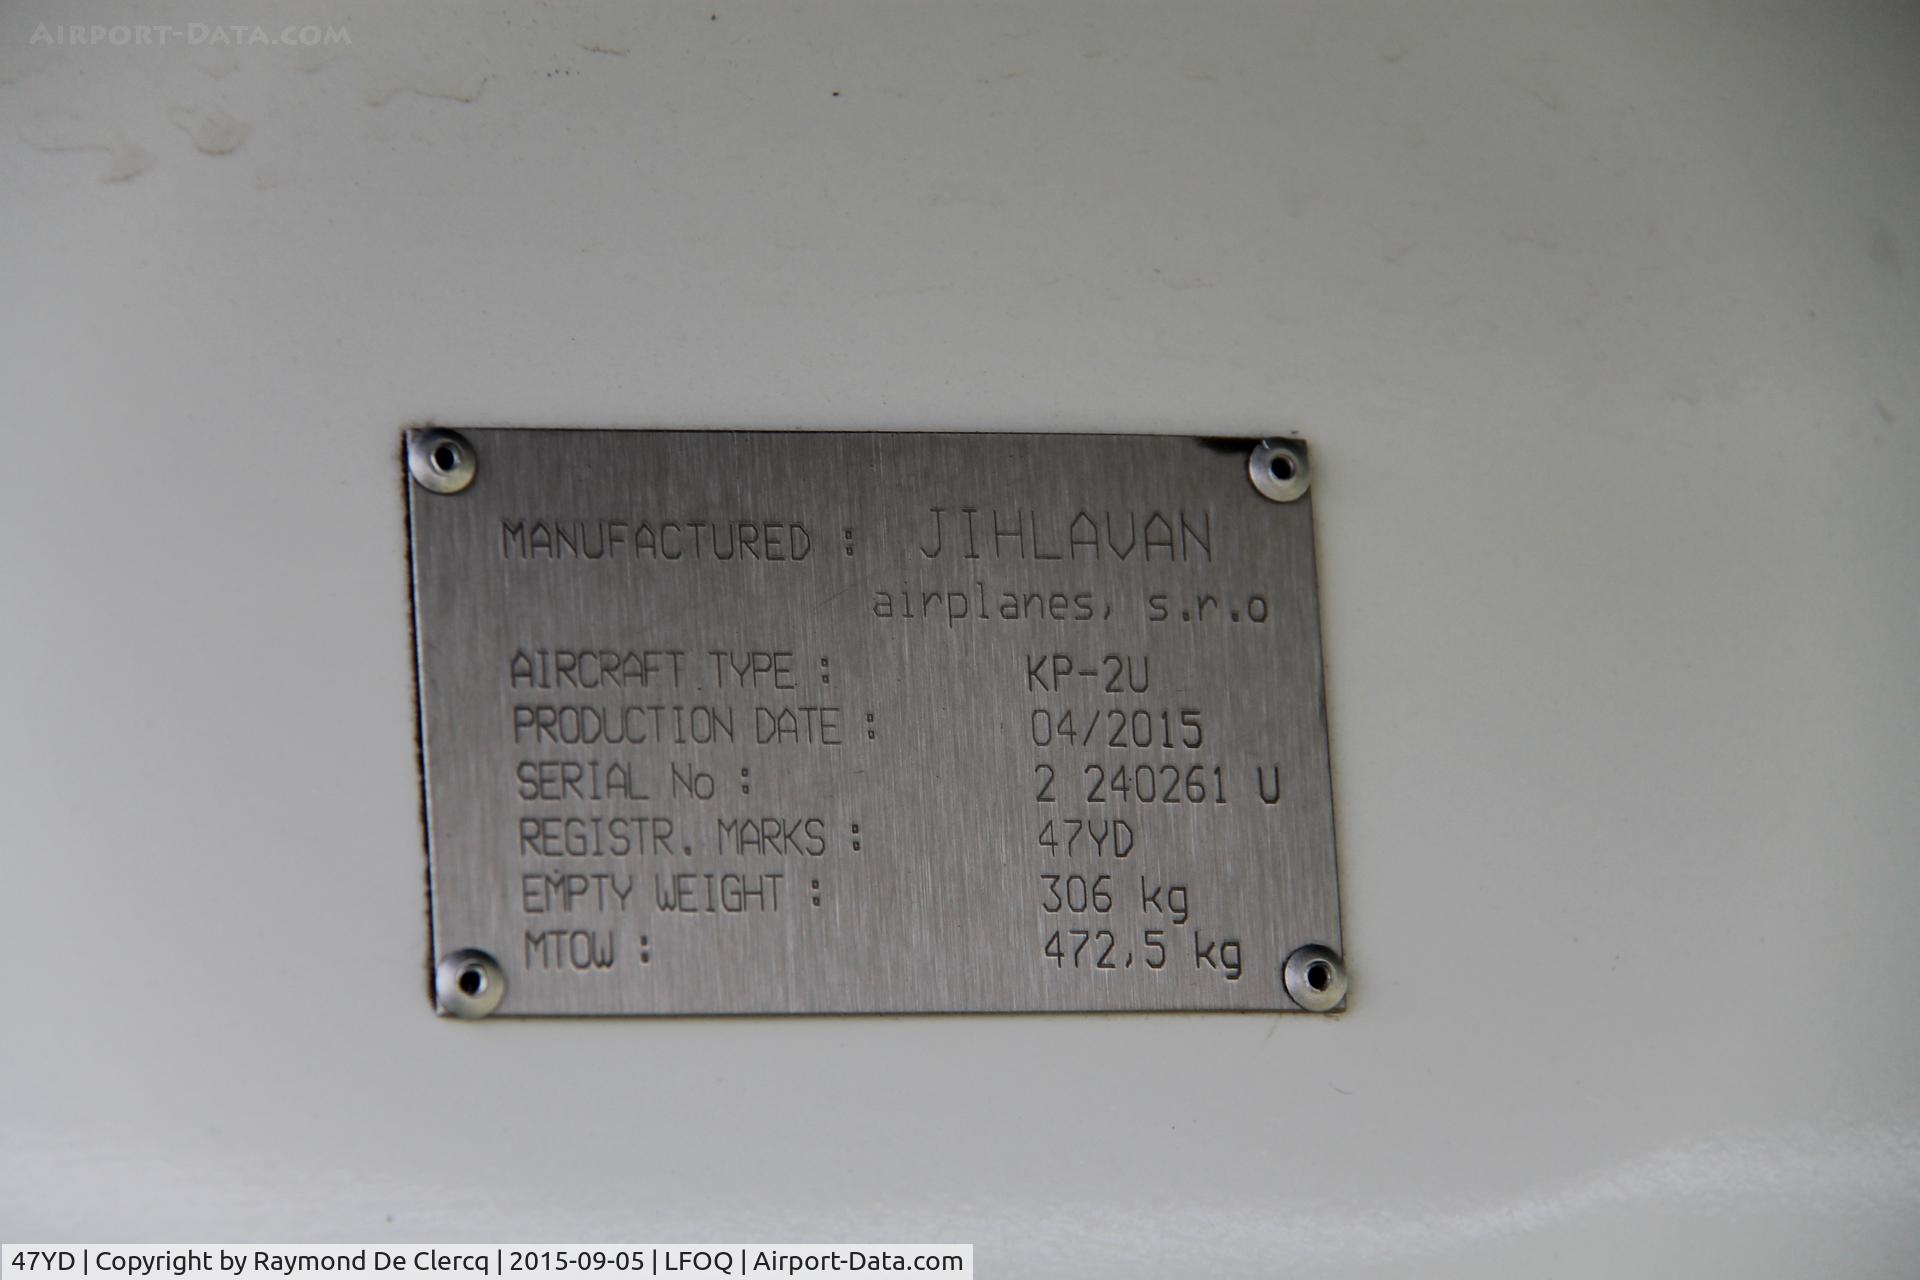 AIRPORT-DATA.COM
MANUFACTURED : JIHLAVAN
airplanes, s.r.o
AIRCRAFT TYPE : KP-2U
PRODUCTION DATE : 04/2015
SERIAL No : 2 240261 U
REGISTR. MARKS : 47YD
EMPTY WEIGHT : 306 kg
MTOW : 472,5 kg
47YD | Copyright by Raymond De Clercq | 2015-09-05 | LFOQ | Airport-Data.com